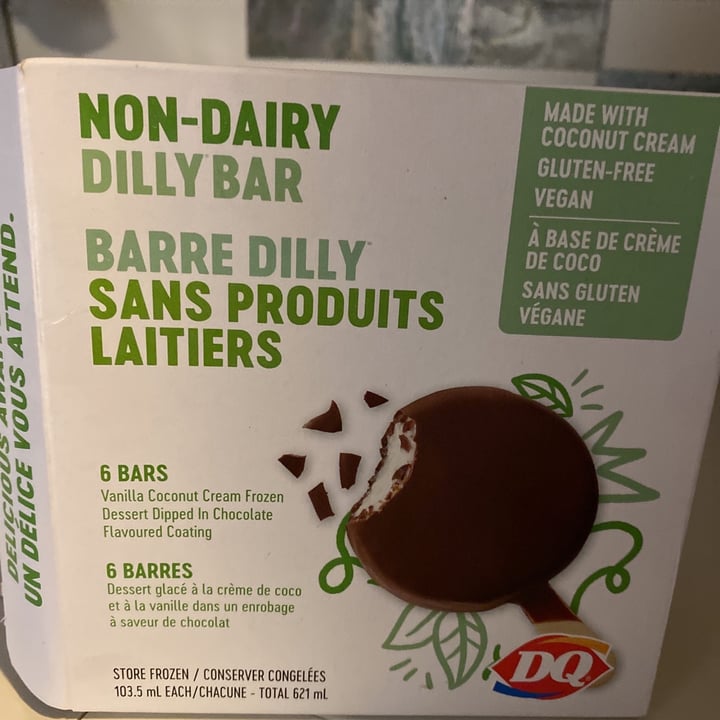 NON-DAIRY
DILLY BAR
BARRE DILLY
SANS PRODUITS
LAITIERS
MADE WITH
COCONUT CREAM
GLUTEN-FREE
VEGAN
À BASE DE CRÈME
DE COCO
SANS GLUTEN
VÉGANE
6 BARS
Vanilla Coconut Cream Frozen
Dessert Dipped In Chocolate
Flavoured Coating
6 BARRES
Dessert glacé à la crème de coco
et à la vanille dans un enrobage
à saveur de chocolat
STORE FROZEN / CONSERVER CONGELÉES
103.5 mL EACH/CHACUNE - TOTAL 621 mL
DQ®
DELICIOUS
UN DÉLICE VOUS ATTEND.